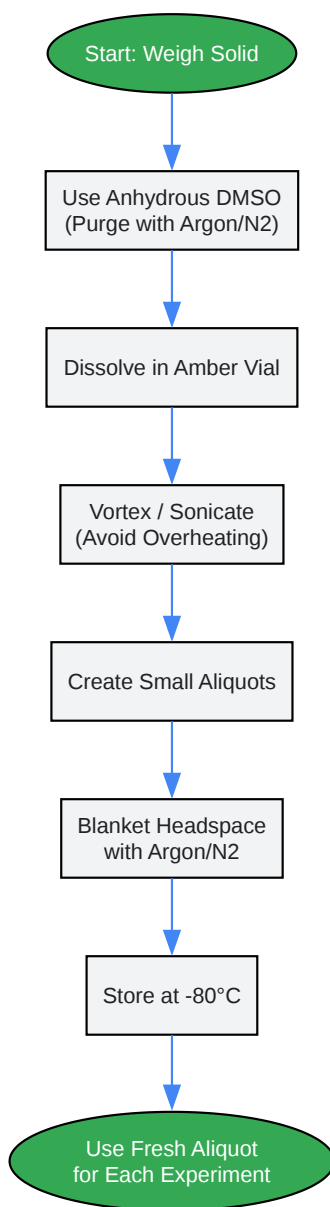 Start: Weigh Solid
Use Anhydrous DMSO
(Purge with Argon/N2)
Dissolve in Amber Vial
Vortex / Sonicate
(Avoid Overheating)
Create Small Aliquots
Blanket Headspace
with Argon/N2
Store at -80°C
Use Fresh Aliquot
for Each Experiment